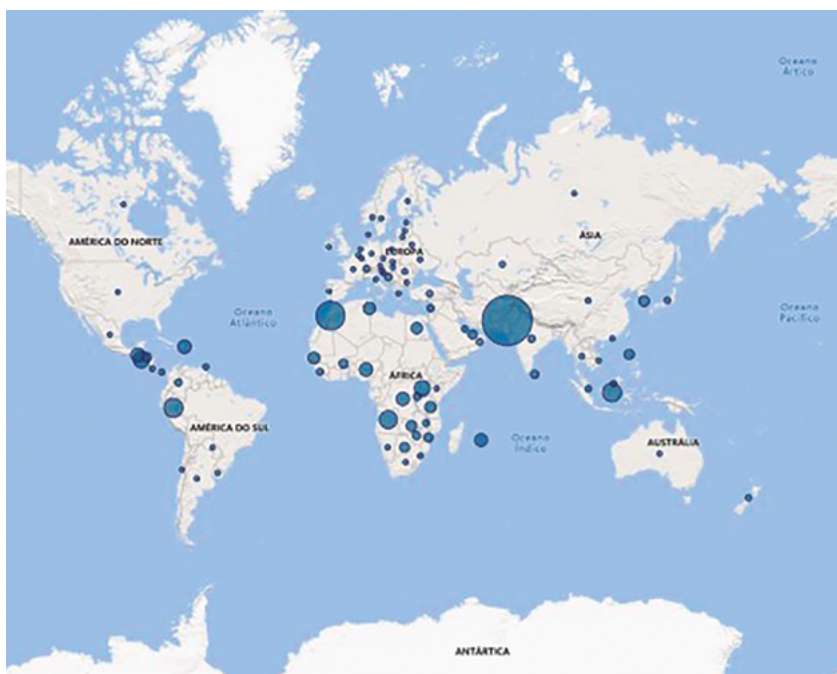 Oceano
Ártico
AMÉRICA DO NORTE
EUROPA
ÁSIA
Oceano
Atlântico
Oceano
Pacífico
ÁFRICA
AMÉRICA DO SUL
Oceano
Índico
AUSTRÁLIA
ANTÁRTICA